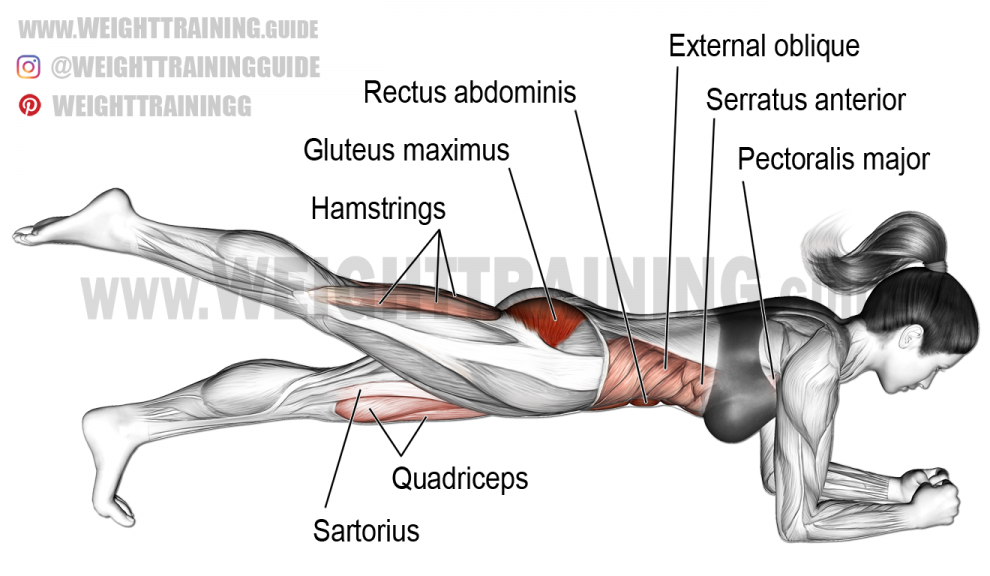 www.WEIGHTTRAINING.GUIDE
@WEIGHTTRAININGGUIDE
WEIGHTTRAININGG
External oblique
Rectus abdominis
Serratus anterior
Gluteus maximus
Pectoralis major
Hamstrings
www.WEIGHTTRAINING.guide
Quadriceps
Sartorius